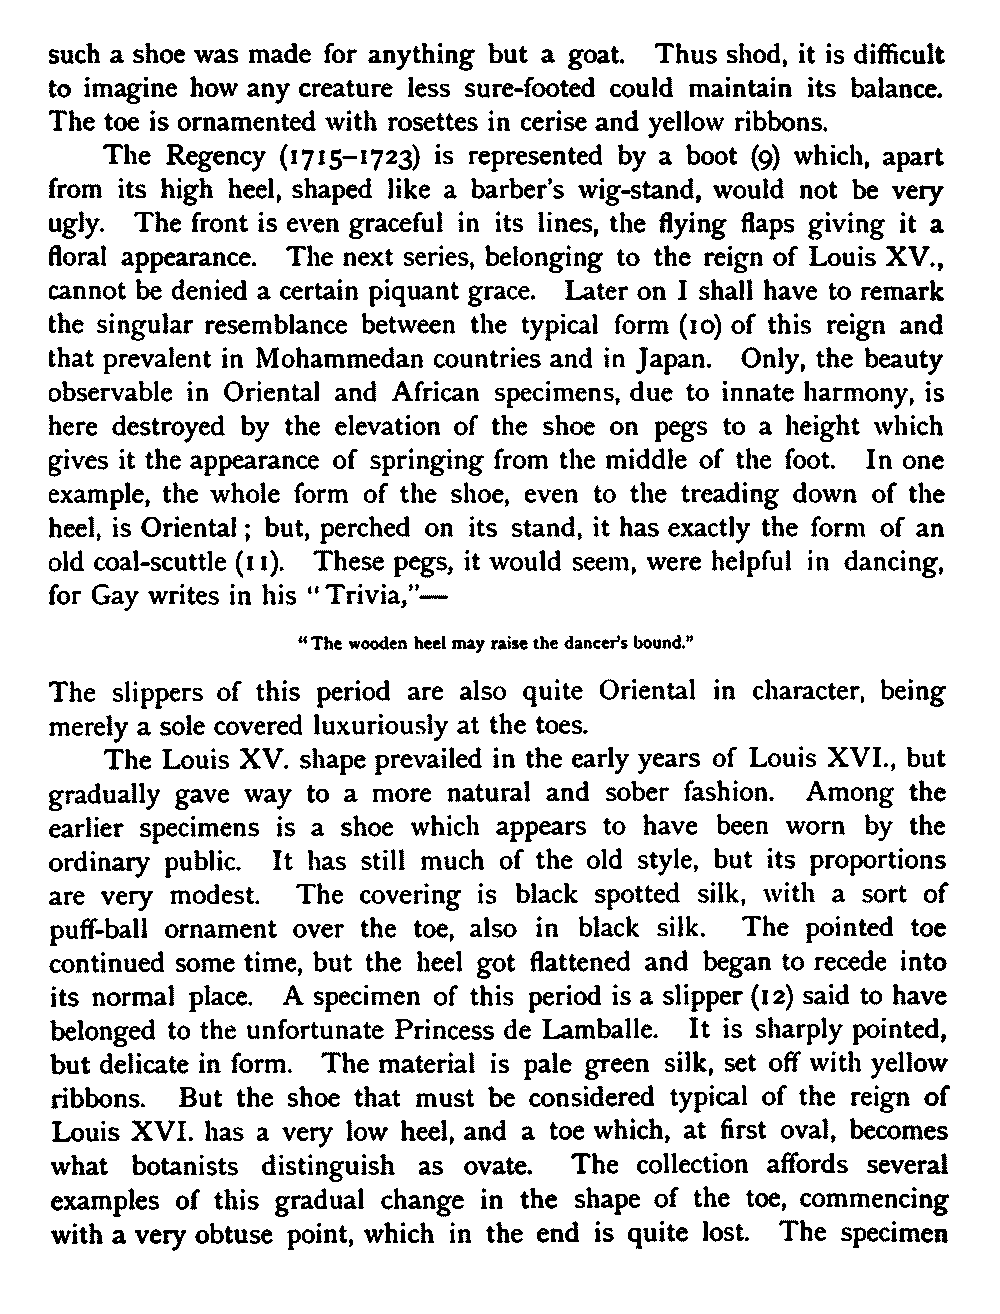 such a shoe was made for anything but a goat. Thus shod, it is difficult
to imagine how any creature less sure-footed could maintain its balance.
The toe is ornamented with rosettes in cerise and yellow ribbons.
The Regency (1715–1723) is represented by a boot (9) which, apart
from its high heel, shaped like a barber's wig-stand, would not be very
ugly. The front is even graceful in its lines, the flying flaps giving it a
floral appearance. The next series, belonging to the reign of Louis XV.,
cannot be denied a certain piquant grace. Later on I shall have to remark
the singular resemblance between the typical form (10) of this reign and
that prevalent in Mohammedan countries and in Japan. Only, the beauty
observable in Oriental and African specimens, due to innate harmony, is
here destroyed by the elevation of the shoe on pegs to a height which
gives it the appearance of springing from the middle of the foot. In one
example, the whole form of the shoe, even to the treading down of the
heel, is Oriental; but, perched on its stand, it has exactly the form of an
old coal-scuttle (11). These pegs, it would seem, were helpful in dancing,
for Gay writes in his "Trivia,"—
"The wooden heel may raise the dancer's bound."
The slippers of this period are also quite Oriental in character, being
merely a sole covered luxuriously at the toes.
The Louis XV. shape prevailed in the early years of Louis XVI., but
gradually gave way to a more natural and sober fashion. Among the
earlier specimens is a shoe which appears to have been worn by the
ordinary public. It has still much of the old style, but its proportions
are very modest. The covering is black spotted silk, with a sort of
puff-ball ornament over the toe, also in black silk. The pointed toe
continued some time, but the heel got flattened and began to recede into
its normal place. A specimen of this period is a slipper (12) said to have
belonged to the unfortunate Princess de Lamballe. It is sharply pointed,
but delicate in form. The material is pale green silk, set off with yellow
ribbons. But the shoe that must be considered typical of the reign of
Louis XVI. has a very low heel, and a toe which, at first oval, becomes
what botanists distinguish as ovate. The collection affords several
examples of this gradual change in the shape of the toe, commencing
with a very obtuse point, which in the end is quite lost. The specimen